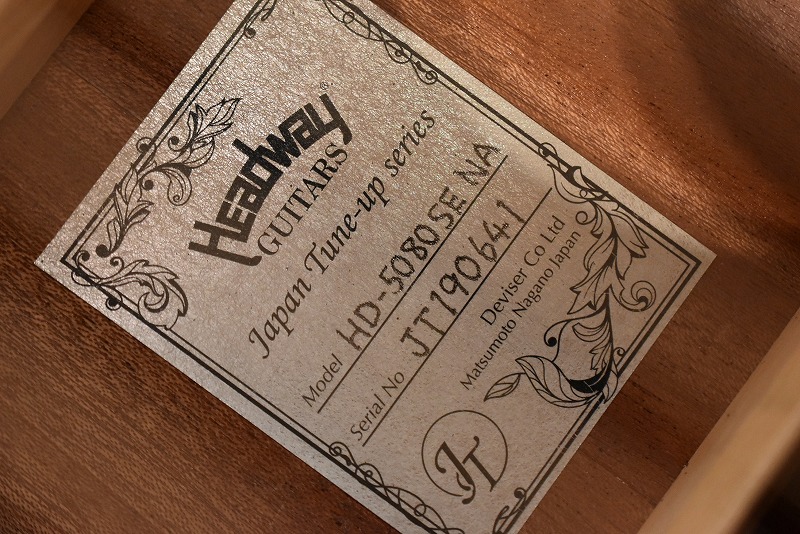 Headway®
GUITARS
Japan Tune-up series
Model HD-5080SE NA
Serial No JT190641
Deviser Co Ltd
Matsumoto Nagano Japan
JT